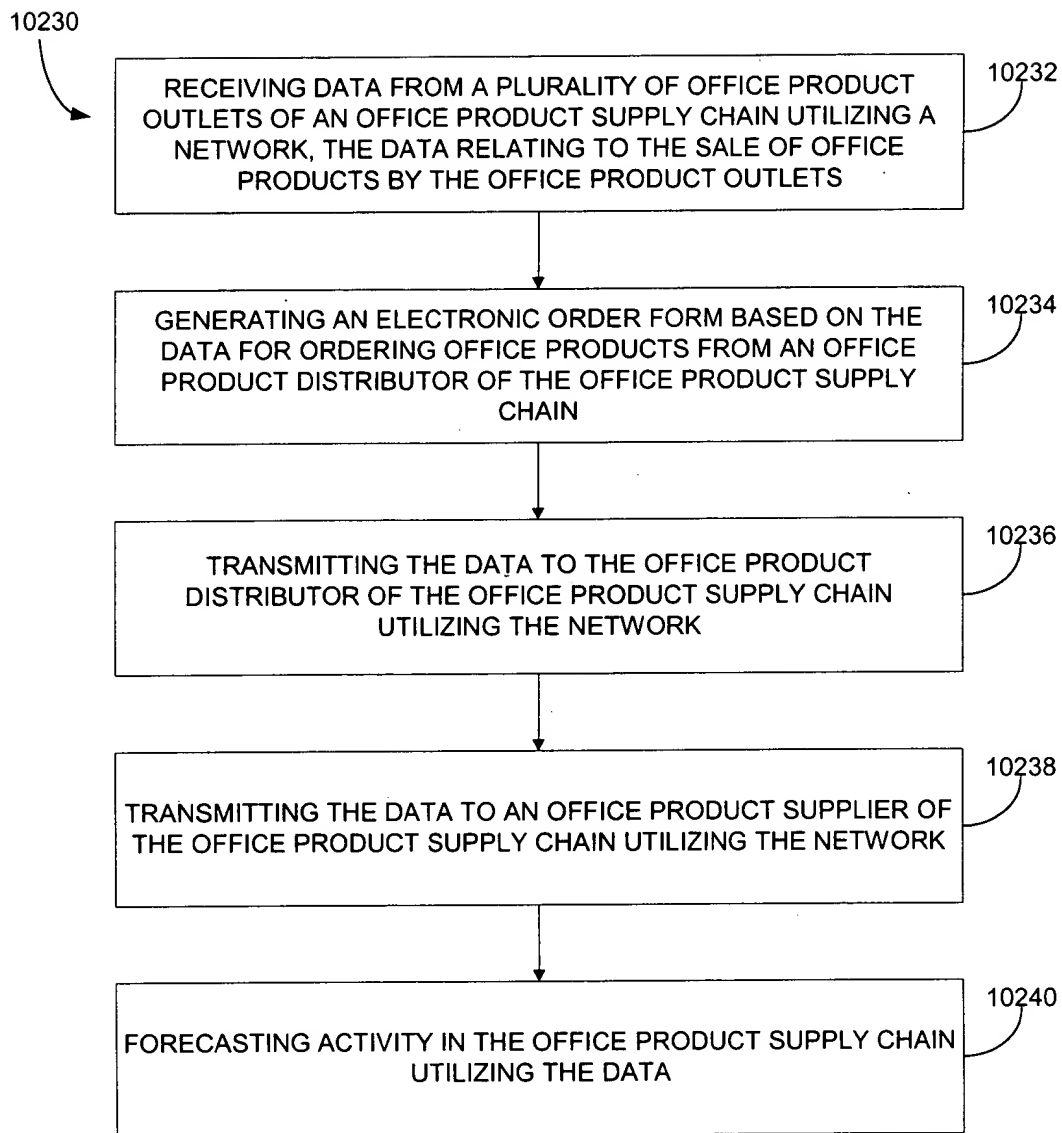 10230
RECEIVING DATA FROM A PLURALITY OF OFFICE PRODUCT
OUTLETS OF AN OFFICE PRODUCT SUPPLY CHAIN UTILIZING A
NETWORK, THE DATA RELATING TO THE SALE OF OFFICE
PRODUCTS BY THE OFFICE PRODUCT OUTLETS
10232
GENERATING AN ELECTRONIC ORDER FORM BASED ON THE
DATA FOR ORDERING OFFICE PRODUCTS FROM AN OFFICE
PRODUCT DISTRIBUTOR OF THE OFFICE PRODUCT SUPPLY
CHAIN
10234
TRANSMITTING THE DATA TO THE OFFICE PRODUCT
DISTRIBUTOR OF THE OFFICE PRODUCT SUPPLY CHAIN
UTILIZING THE NETWORK
10236
TRANSMITTING THE DATA TO AN OFFICE PRODUCT SUPPLIER OF
THE OFFICE PRODUCT SUPPLY CHAIN UTILIZING THE NETWORK
10238
FORECASTING ACTIVITY IN THE OFFICE PRODUCT SUPPLY CHAIN
UTILIZING THE DATA
10240